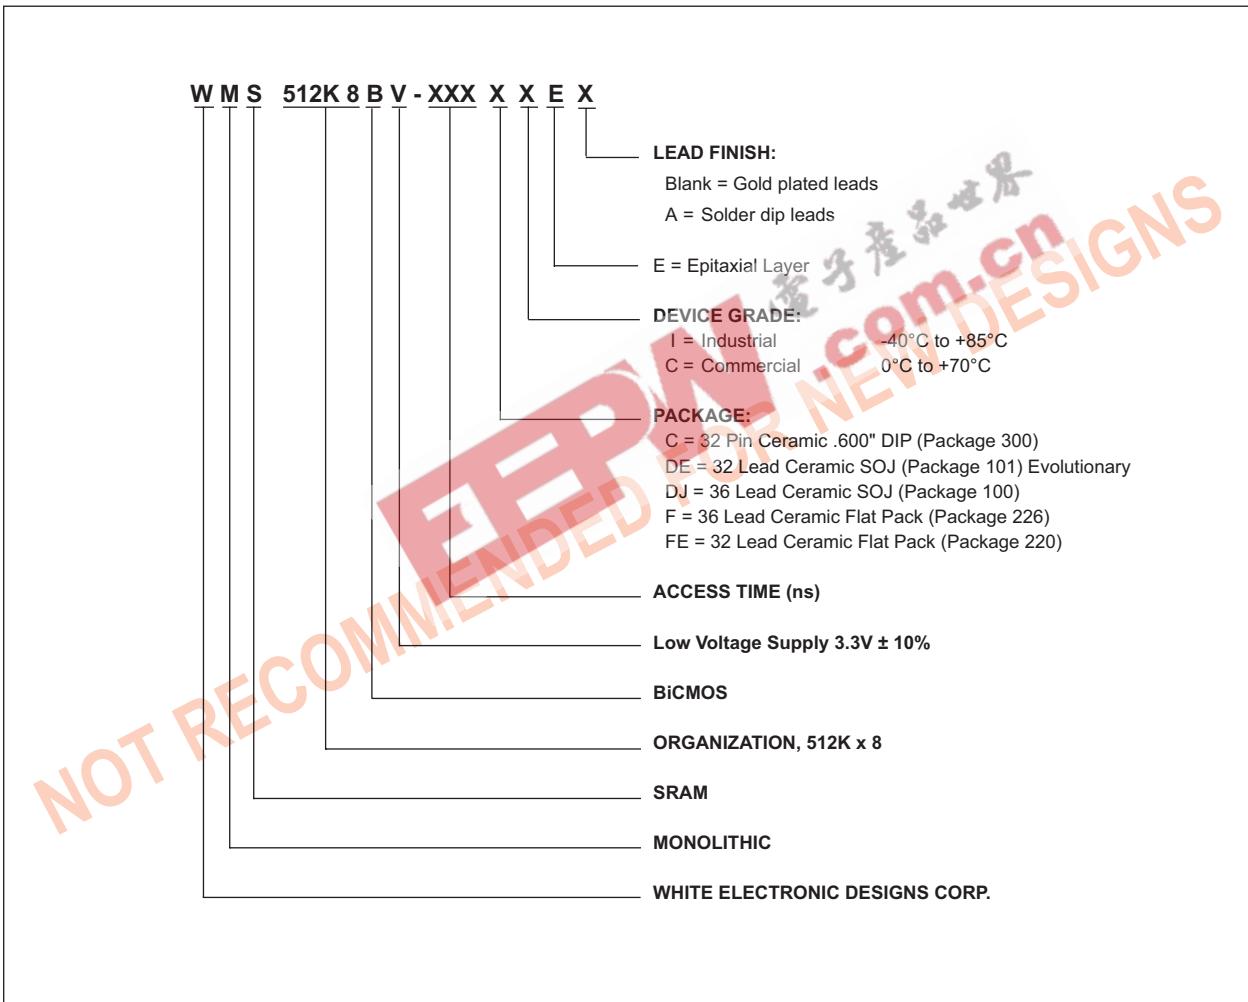 W M S 512K 8 B V - XXX X X E X
LEAD FINISH:
Blank = Gold plated leads
A = Solder dip leads
E = Epitaxial Layer
DEVICE GRADE:
I = Industrial -40°C to +85°C
C = Commercial 0°C to +70°C
PACKAGE:
C = 32 Pin Ceramic .600" DIP (Package 300)
DE = 32 Lead Ceramic SOJ (Package 101) Evolutionary
DJ = 36 Lead Ceramic SOJ (Package 100)
F = 36 Lead Ceramic Flat Pack (Package 226)
FE = 32 Lead Ceramic Flat Pack (Package 220)
ACCESS TIME (ns)
Low Voltage Supply 3.3V ± 10%
BiCMOS
ORGANIZATION, 512K x 8
SRAM
MONOLITHIC
WHITE ELECTRONIC DESIGNS CORP.
NOT RECOMMENDED FOR NEW DESIGNS
EEPW.com.cn
電子產品世界